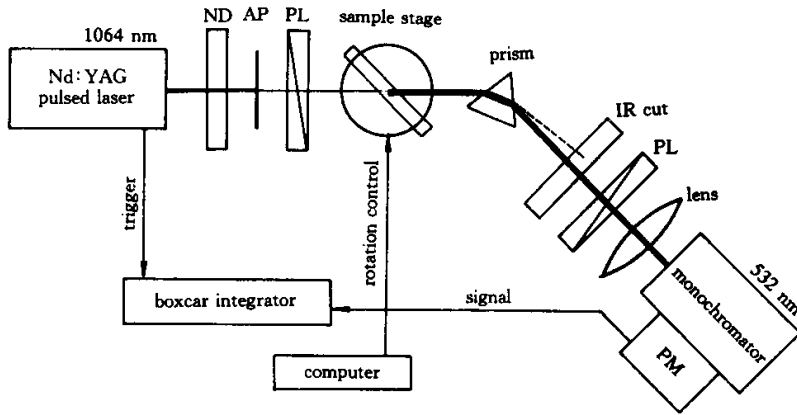 1064 nm
Nd:YAG
pulsed laser
ND
AP
PL
sample stage
prism
IR cut
PL
lens
532 nm
monochromator
PM
trigger
rotation control
boxcar integrator
signal
computer